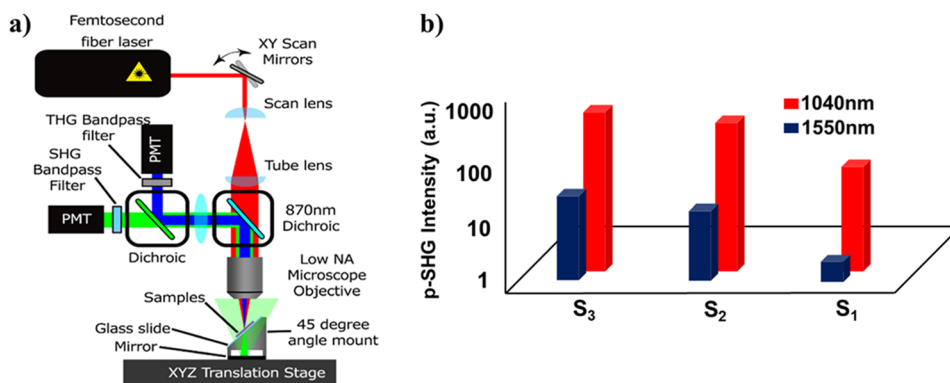 a)
Femtosecond
fiber laser
XY Scan
Mirrors
Scan lens
THG Bandpass
filter
PMT
SHG
Bandpass
Filter
Tube lens
PMT
870nm
Dichroic
Dichroic
Low NA
Microscope
Objective
Samples
Glass slide
45 degree
angle mount
Mirror
XYZ Translation Stage
b)
p-SHG Intensity (a.u.)
1000
100
10
1
1040nm
1550nm
S₃
S₂
S₁